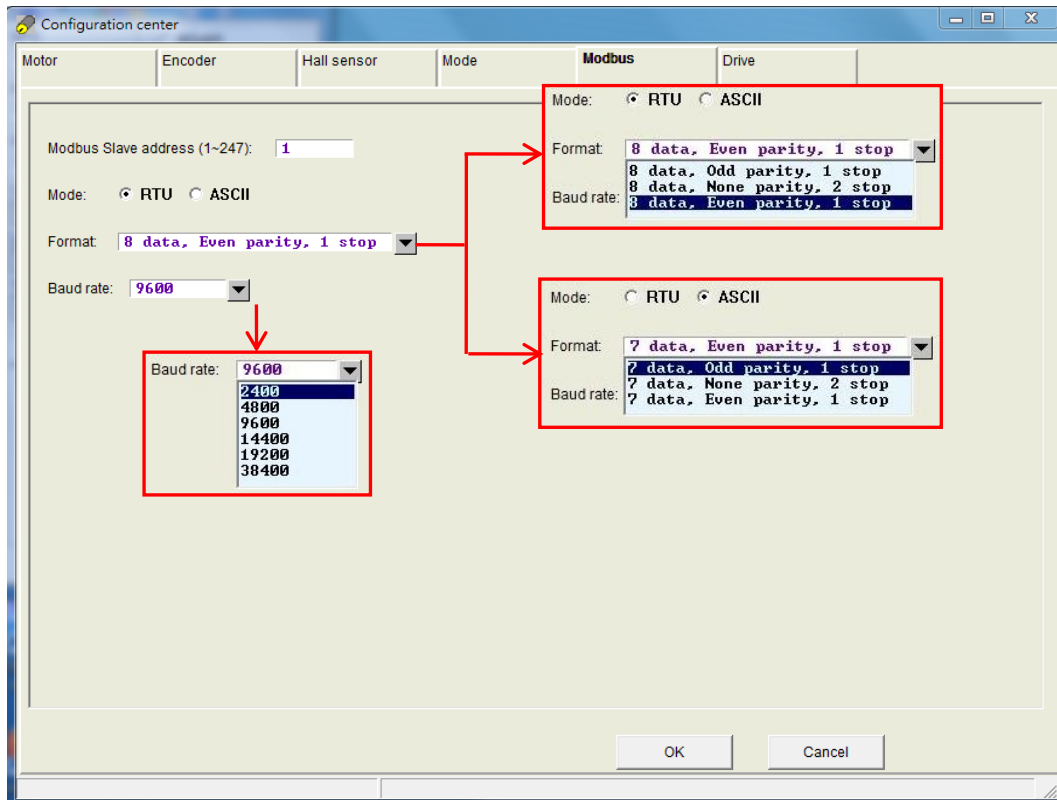 Configuration center
Motor Encoder Hall sensor Mode Modbus Drive
Modbus Slave address (1~247): 1
Mode: RTU ASCII
Format: 8 data, Even parity, 1 stop
Baud rate: 9600
Baud rate: 9600
2400
4800
9600
14400
19200
38400
Mode: RTU ASCII
Format: 8 data, Even parity, 1 stop
8 data, Odd parity, 1 stop
8 data, None parity, 2 stop
Baud rate: 8 data, Even parity, 1 stop
Mode: RTU ASCII
Format: 7 data, Even parity, 1 stop
7 data, Odd parity, 1 stop
7 data, None parity, 2 stop
Baud rate: 7 data, Even parity, 1 stop
OK Cancel